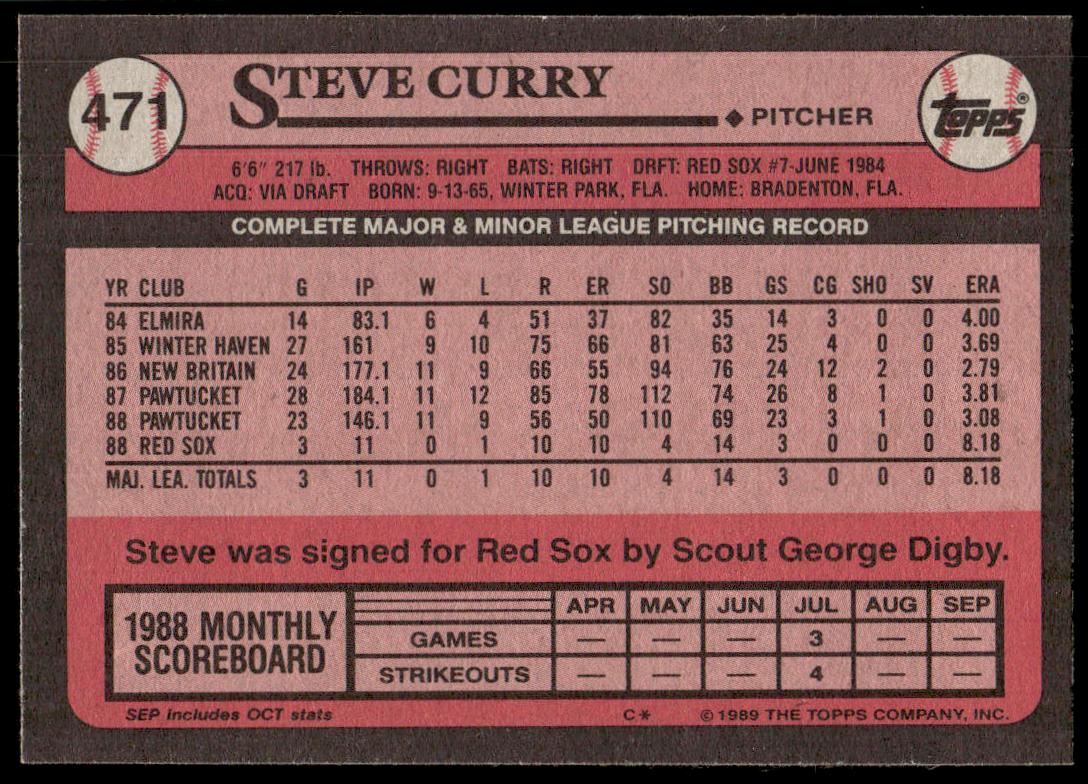 471
STEVE CURRY
◆ PITCHER
TOPPS®
6'6" 217 lb. THROWS: RIGHT BATS: RIGHT DRFT: RED SOX #7-JUNE 1984
ACQ: VIA DRAFT BORN: 9-13-65, WINTER PARK, FLA. HOME: BRADENTON, FLA.
COMPLETE MAJOR & MINOR LEAGUE PITCHING RECORD
YR CLUB G IP W L R ER SO BB GS CG SHO SV ERA
84 ELMIRA 14 83.1 6 4 51 37 82 35 14 3 0 0 4.00
85 WINTER HAVEN 27 161 9 10 75 66 81 63 25 4 0 0 3.69
86 NEW BRITAIN 24 177.1 11 9 66 55 94 76 24 12 2 0 2.79
87 PAWTUCKET 28 184.1 11 12 85 78 112 74 26 8 1 0 3.81
88 PAWTUCKET 23 146.1 11 9 56 50 110 69 23 3 1 0 3.08
88 RED SOX 3 11 0 1 10 10 4 14 3 0 0 0 8.18
MAJ. LEA. TOTALS 3 11 0 1 10 10 4 14 3 0 0 0 8.18
Steve was signed for Red Sox by Scout George Digby.
1988 MONTHLY
SCOREBOARD
APR MAY JUN JUL AUG SEP
GAMES — — — 3 — —
STRIKEOUTS — — — 4 — —
SEP includes OCT stats C* ©1989 THE TOPPS COMPANY, INC.